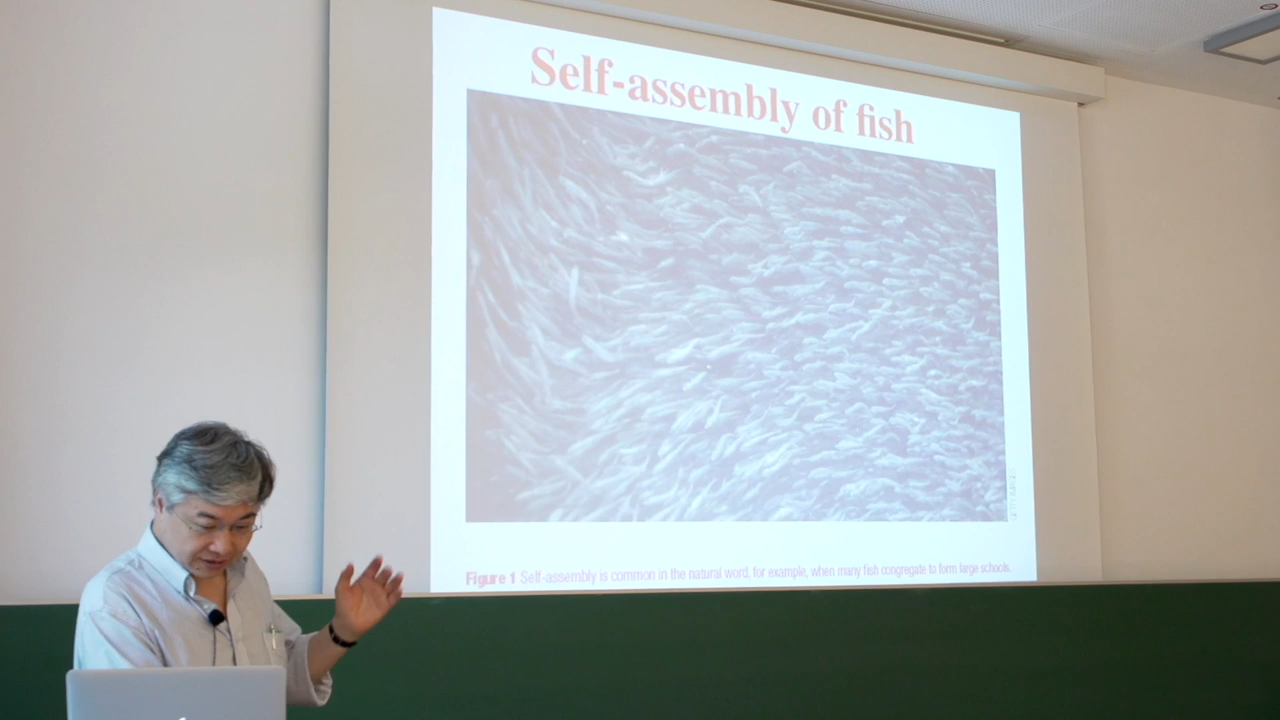 Self-assembly of fish
Figure 1 Self-assembly is common in the natural word, for example, when many fish congregate to form large schools.